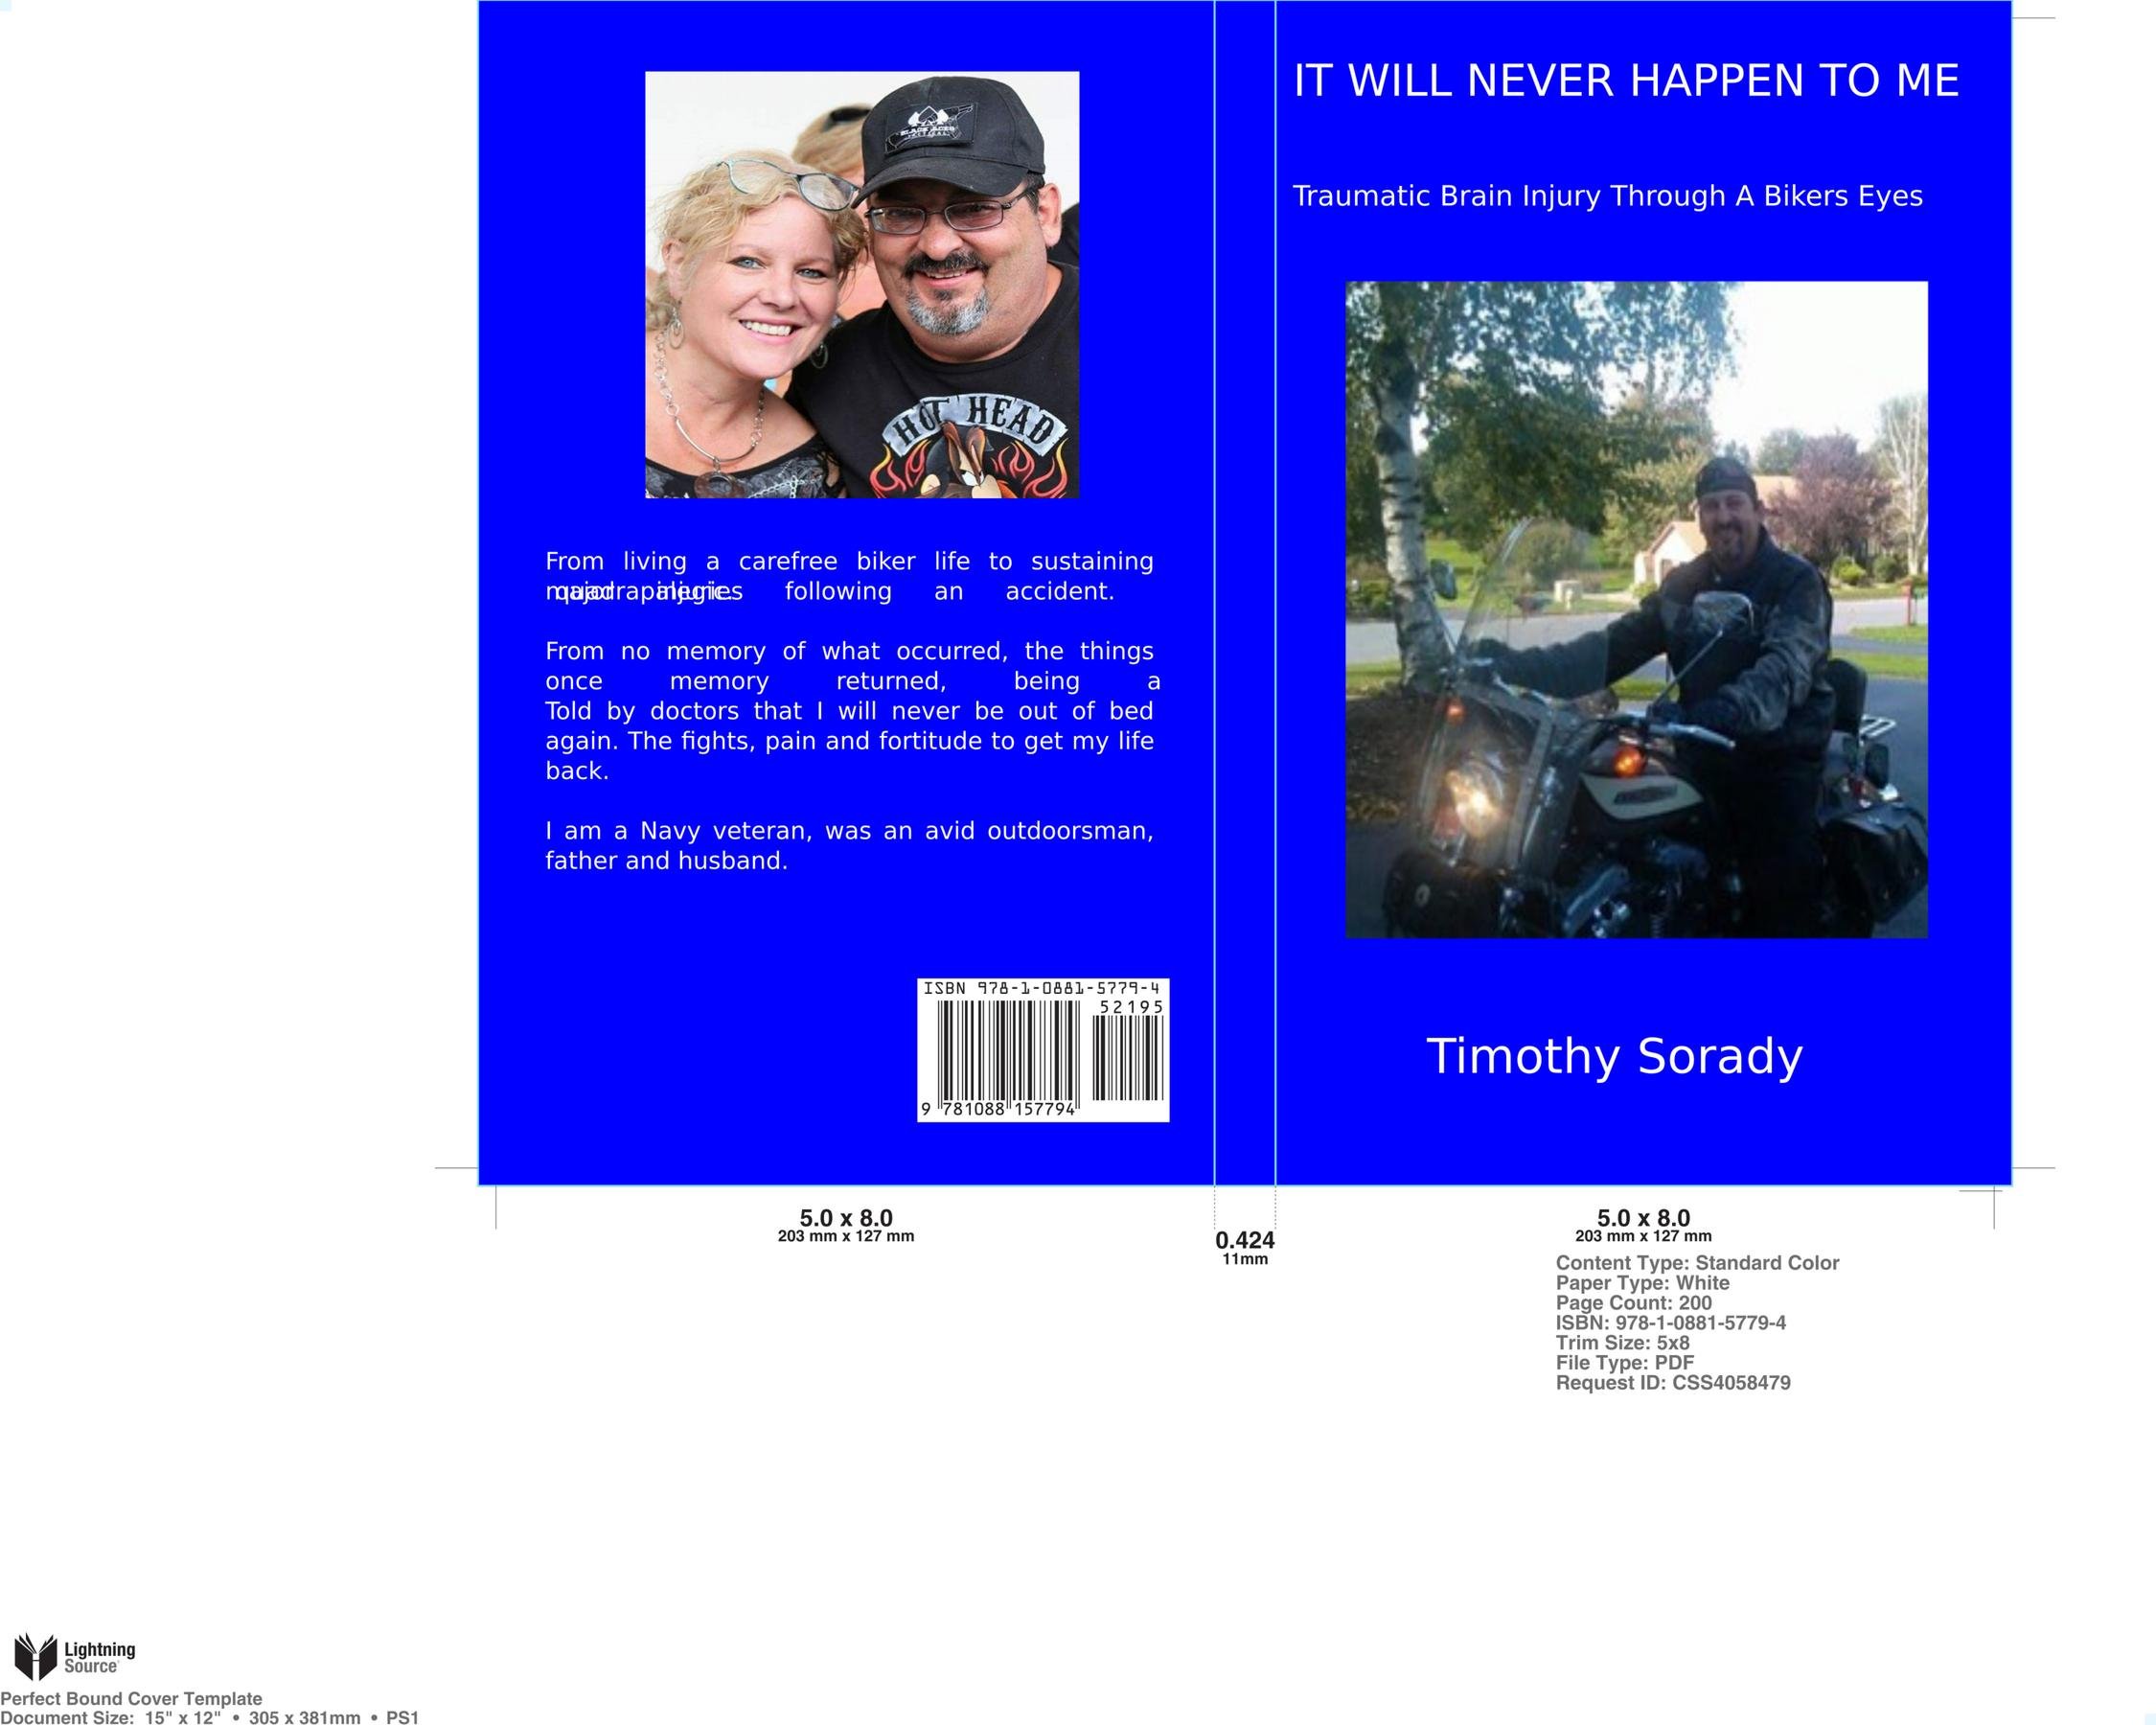 IT WILL NEVER HAPPEN TO ME
Traumatic Brain Injury Through A Bikers Eyes
Timothy Sorady
BLACK ACES
TACTICAL
HOT HEAD
From living a carefree biker life to sustaining
major injuries following an accident.
quadrapalegic.
From no memory of what occurred, the things
once memory returned, being a
Told by doctors that I will never be out of bed
again. The fights, pain and fortitude to get my life
back.
I am a Navy veteran, was an avid outdoorsman,
father and husband.
ISBN 978-1-0881-5779-4
52195
9 781088 157794
5.0 x 8.0
203 mm x 127 mm
0.424
11mm
5.0 x 8.0
203 mm x 127 mm
Content Type: Standard Color
Paper Type: White
Page Count: 200
ISBN: 978-1-0881-5779-4
Trim Size: 5x8
File Type: PDF
Request ID: CSS4058479
Lightning
Source
Perfect Bound Cover Template
Document Size: 15" x 12" • 305 x 381mm • PS1